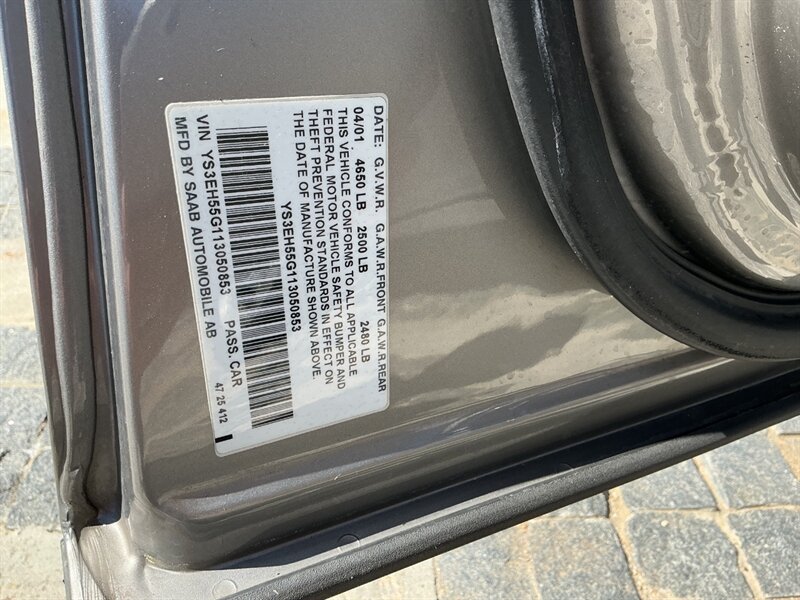 DATE: G.V.W.R. G.A.W.R.FRONT G.A.W.R.REAR
04/01 4650 LB 2500 LB 2480 LB
THIS VEHICLE CONFORMS TO ALL APPLICABLE
FEDERAL MOTOR VEHICLE SAFETY BUMPER AND
THEFT PREVENTION STANDARDS IN EFFECT ON
THE DATE OF MANUFACTURE SHOWN ABOVE.
YS3EH55G113050853
VIN YS3EH55G113050853 PASS. CAR
MFD BY SAAB AUTOMOBILE AB 47 25 412